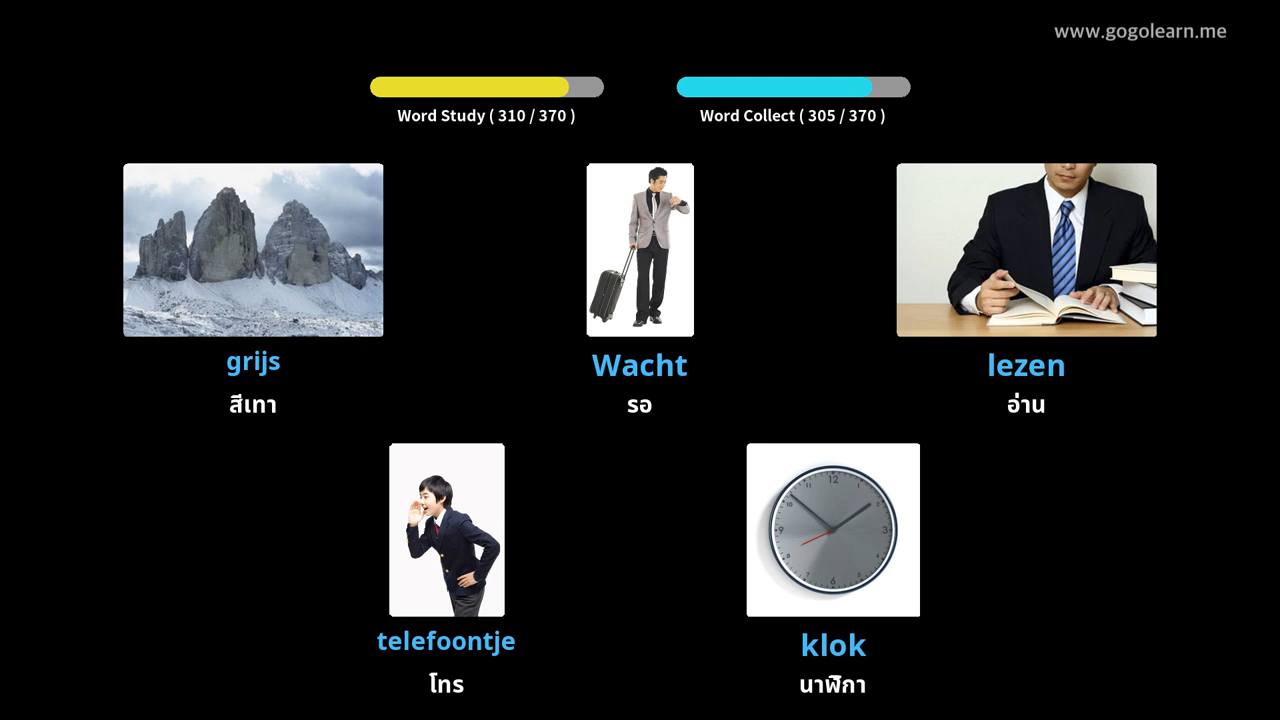 www.gogolearn.me
Word Study ( 310 / 370 )
Word Collect ( 305 / 370 )
grijs
สีเทา
Wacht
รอ
lezen
อ่าน
telefoontje
โทร
klok
นาฬิกา